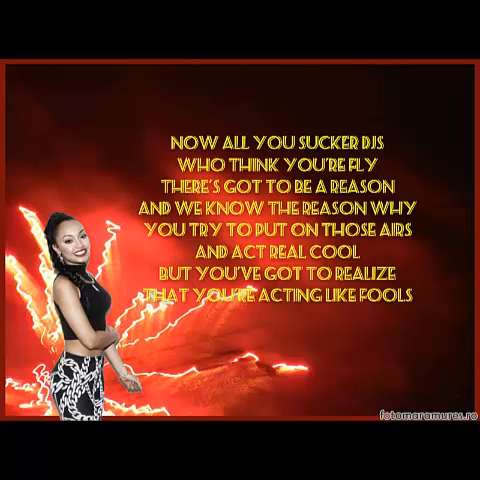 NOW ALL YOU SUCKER DJS
WHO THINK YOU'RE FLY
THERE'S GOT TO BE A REASON
AND WE KNOW THE REASON WHY
YOU TRY TO PUT ON THOSE AIRS
AND ACT REAL COOL
BUT YOU'VE GOT TO REALIZE
THAT YOU'RE ACTING LIKE FOOLS
fotomaramures.ro